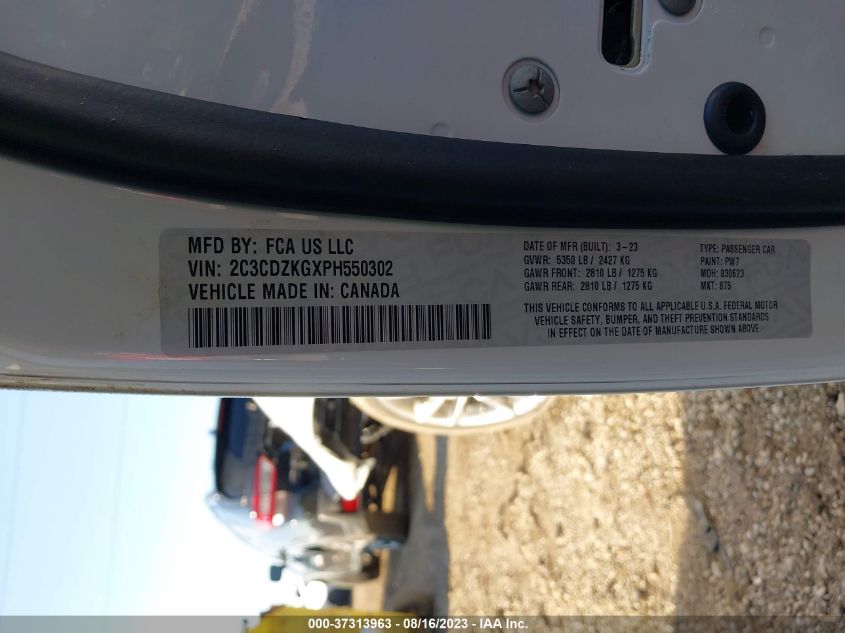 MFD BY: FCA US LLC
VIN: 2C3CDZKGXPH550302
VEHICLE MADE IN: CANADA
DATE OF MFR (BUILT): 3-23
GVWR: 5350 LB / 2427 KG
GAWR FRONT: 2810 LB / 1275 KG
GAWR REAR: 2810 LB / 1275 KG
TYPE: PASSENGER CAR
PAINT: PW7
MDH: 030623
MKT: 875
THIS VEHICLE CONFORMS TO ALL APPLICABLE U.S.A. FEDERAL MOTOR
VEHICLE SAFETY, BUMPER, AND THEFT PREVENTION STANDARDS
IN EFFECT ON THE DATE OF MANUFACTURE SHOWN ABOVE.
000-37313963 - 08/16/2023 - IAA Inc.